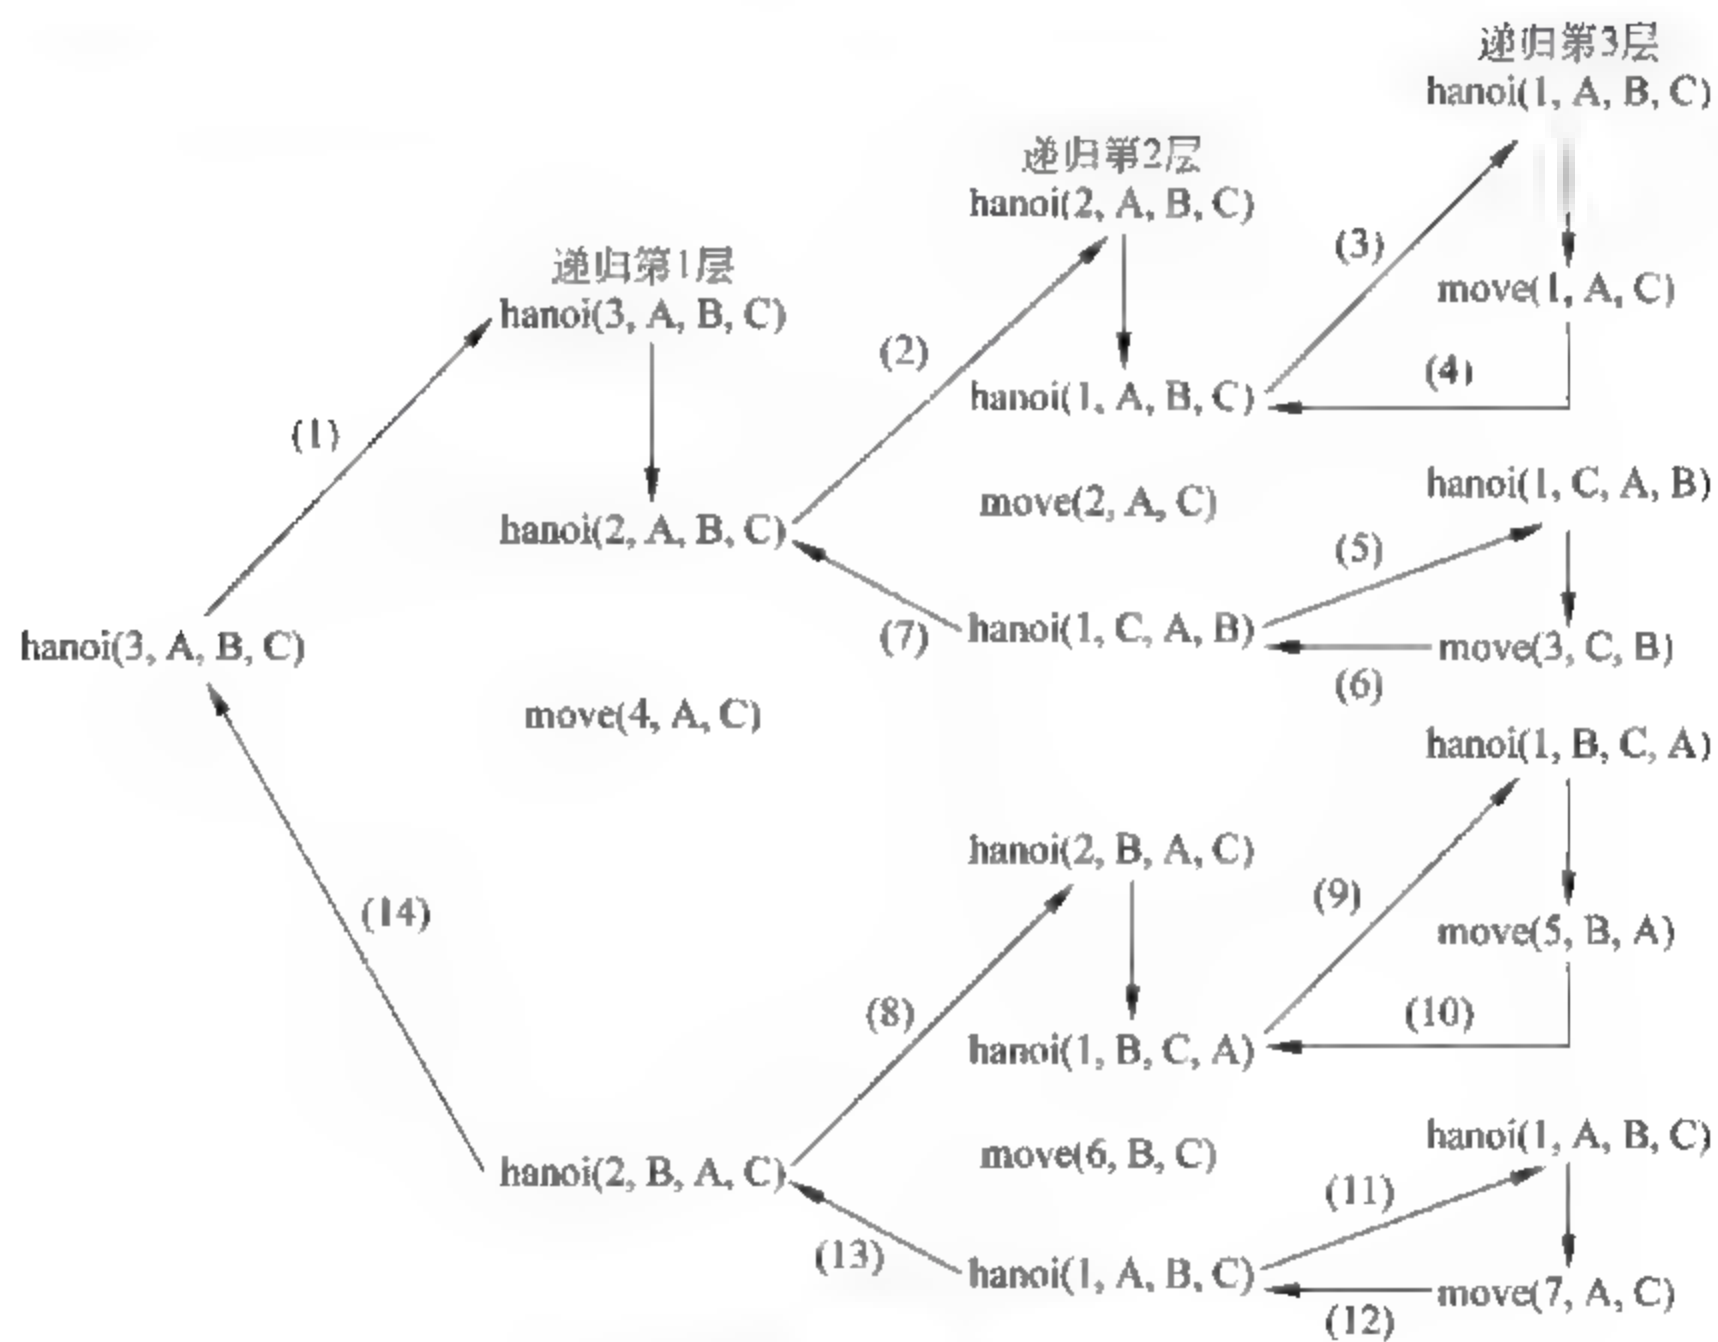 递归第3层
hanoi(1, A, B, C)
递归第2层
hanoi(2, A, B, C)
(3)
递归第1层
move(1, A, C)
hanoi(3, A, B, C)
(2)
(4)
hanoi(1, A, B, C)
(1)
hanoi(1, C, A, B)
move(2, A, C)
hanoi(2, A, B, C)
(5)
(7)
hanoi(1, C, A, B)
hanoi(3, A, B, C)
move(3, C, B)
(6)
move(4, A, C)
hanoi(1, B, C, A)
hanoi(2, B, A, C)
(9)
(14)
move(5, B, A)
(8)
(10)
hanoi(1, B, C, A)
hanoi(1, A, B, C)
move(6, B, C)
hanoi(2, B, A, C)
(11)
(13)
hanoi(1, A, B, C)
move(7, A, C)
(12)